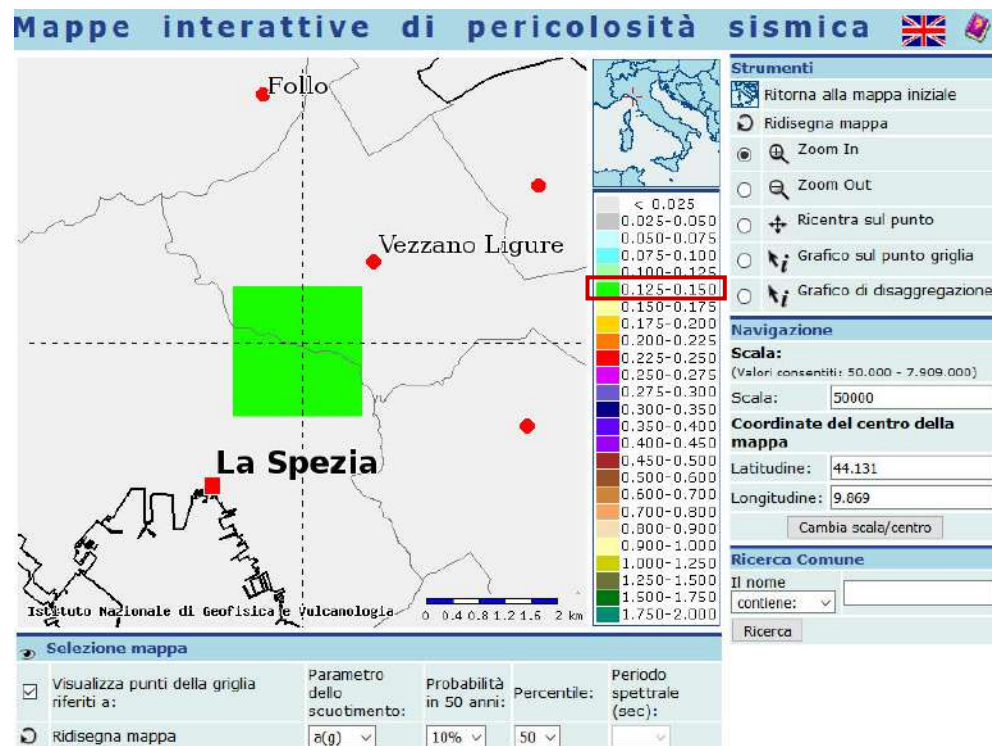 Mappe interattive di pericolosità sismica
Follo
Vezzano Ligure
La Spezia
Istituto Nazionale di Geofisica e Vulcanologia
0 0.4 0.8 1.2 1.6 2 km
< 0.025
0.025-0.050
0.050-0.075
0.075-0.100
0.100-0.125
0.125-0.150
0.150-0.175
0.175-0.200
0.200-0.225
0.225-0.250
0.250-0.275
0.275-0.300
0.300-0.350
0.350-0.400
0.400-0.450
0.450-0.500
0.500-0.600
0.600-0.700
0.700-0.800
0.800-0.900
0.900-1.000
1.000-1.250
1.250-1.500
1.500-1.750
1.750-2.000
Strumenti
Ritorna alla mappa iniziale
Ridisegna mappa
Zoom In
Zoom Out
Ricentra sul punto
Grafico sul punto griglia
Grafico di disaggregazione
Navigazione
Scala:
(Valori consentiti: 50.000 - 7.909.000)
Scala: 50000
Coordinate del centro della
mappa
Latitudine: 44.131
Longitudine: 9.869
Cambia scala/centro
Ricerca Comune
Il nome
contiene:
Ricerca
Selezione mappa
Visualizza punti della griglia
riferiti a:
Parametro
dello
scuotimento:
Probabilità
in 50 anni:
Percentile:
Periodo
spettrale
(sec):
Ridisegna mappa
a(g) 10% 50